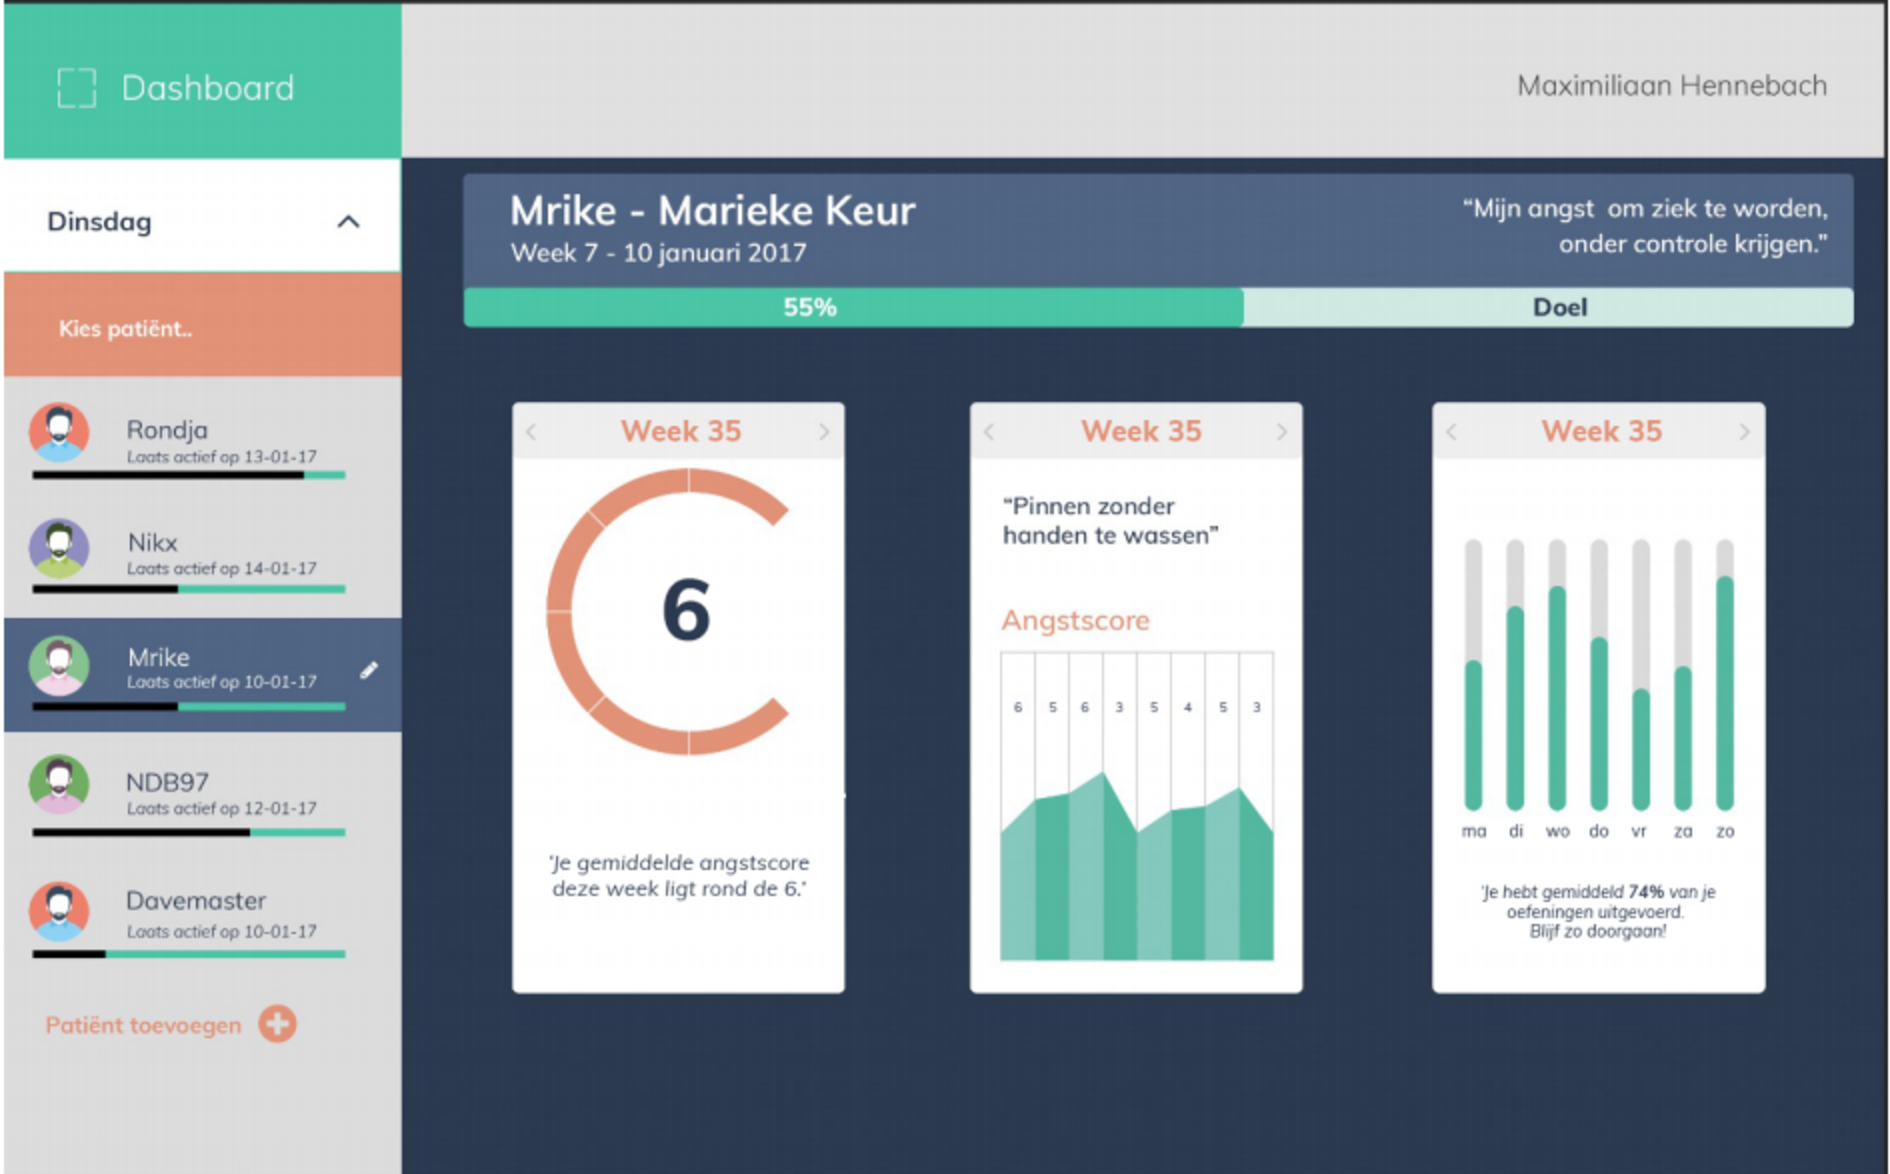 Dashboard
Maximiliaan Hennebach
Dinsdag
Kies patiënt..
Rondja
Laats actief op 13-01-17
Nikx
Laats actief op 14-01-17
Mrike
Laats actief op 10-01-17
NDB97
Laats actief op 12-01-17
Davemaster
Laats actief op 10-01-17
Patiënt toevoegen
Mrike - Marieke Keur
Week 7 - 10 januari 2017
“Mijn angst om ziek te worden,
onder controle krijgen.”
55%
Doel
Week 35
6
'Je gemiddelde angstscore
deze week ligt rond de 6.'
Week 35
“Pinnen zonder
handen te wassen”
Angstscore
6 5 6 3 5 4 5 3
Week 35
ma di wo do vr za zo
'Je hebt gemiddeld 74% van je
oefeningen uitgevoerd.
Blijf zo doorgaan!